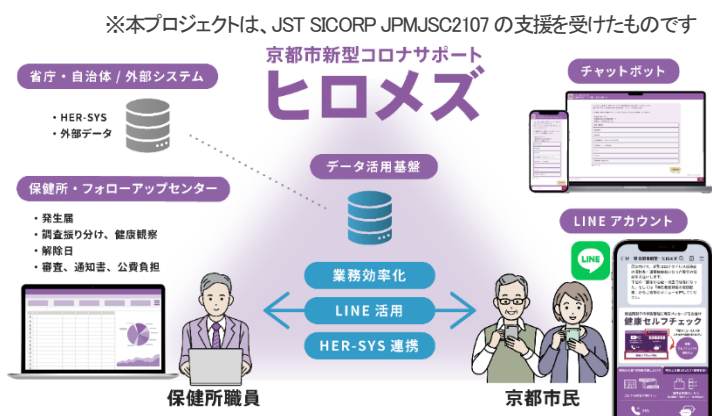 ※本プロジェクトは、JST SICORP JPMJSC2107 の支援を受けたものです
京都市新型コロナサポート
ヒロメズ
省庁・自治体 / 外部システム
・HER-SYS
・外部データ
チャットボット
データ活用基盤
保健所・フォローアップセンター
・発生届
・調査振り分け、健康観察
・解除日
・審査、通知書、公費負担
LINE アカウント
LINE
業務効率化
LINE 活用
HER-SYS 連携
健康セルフチェック
保健所職員
京都市民